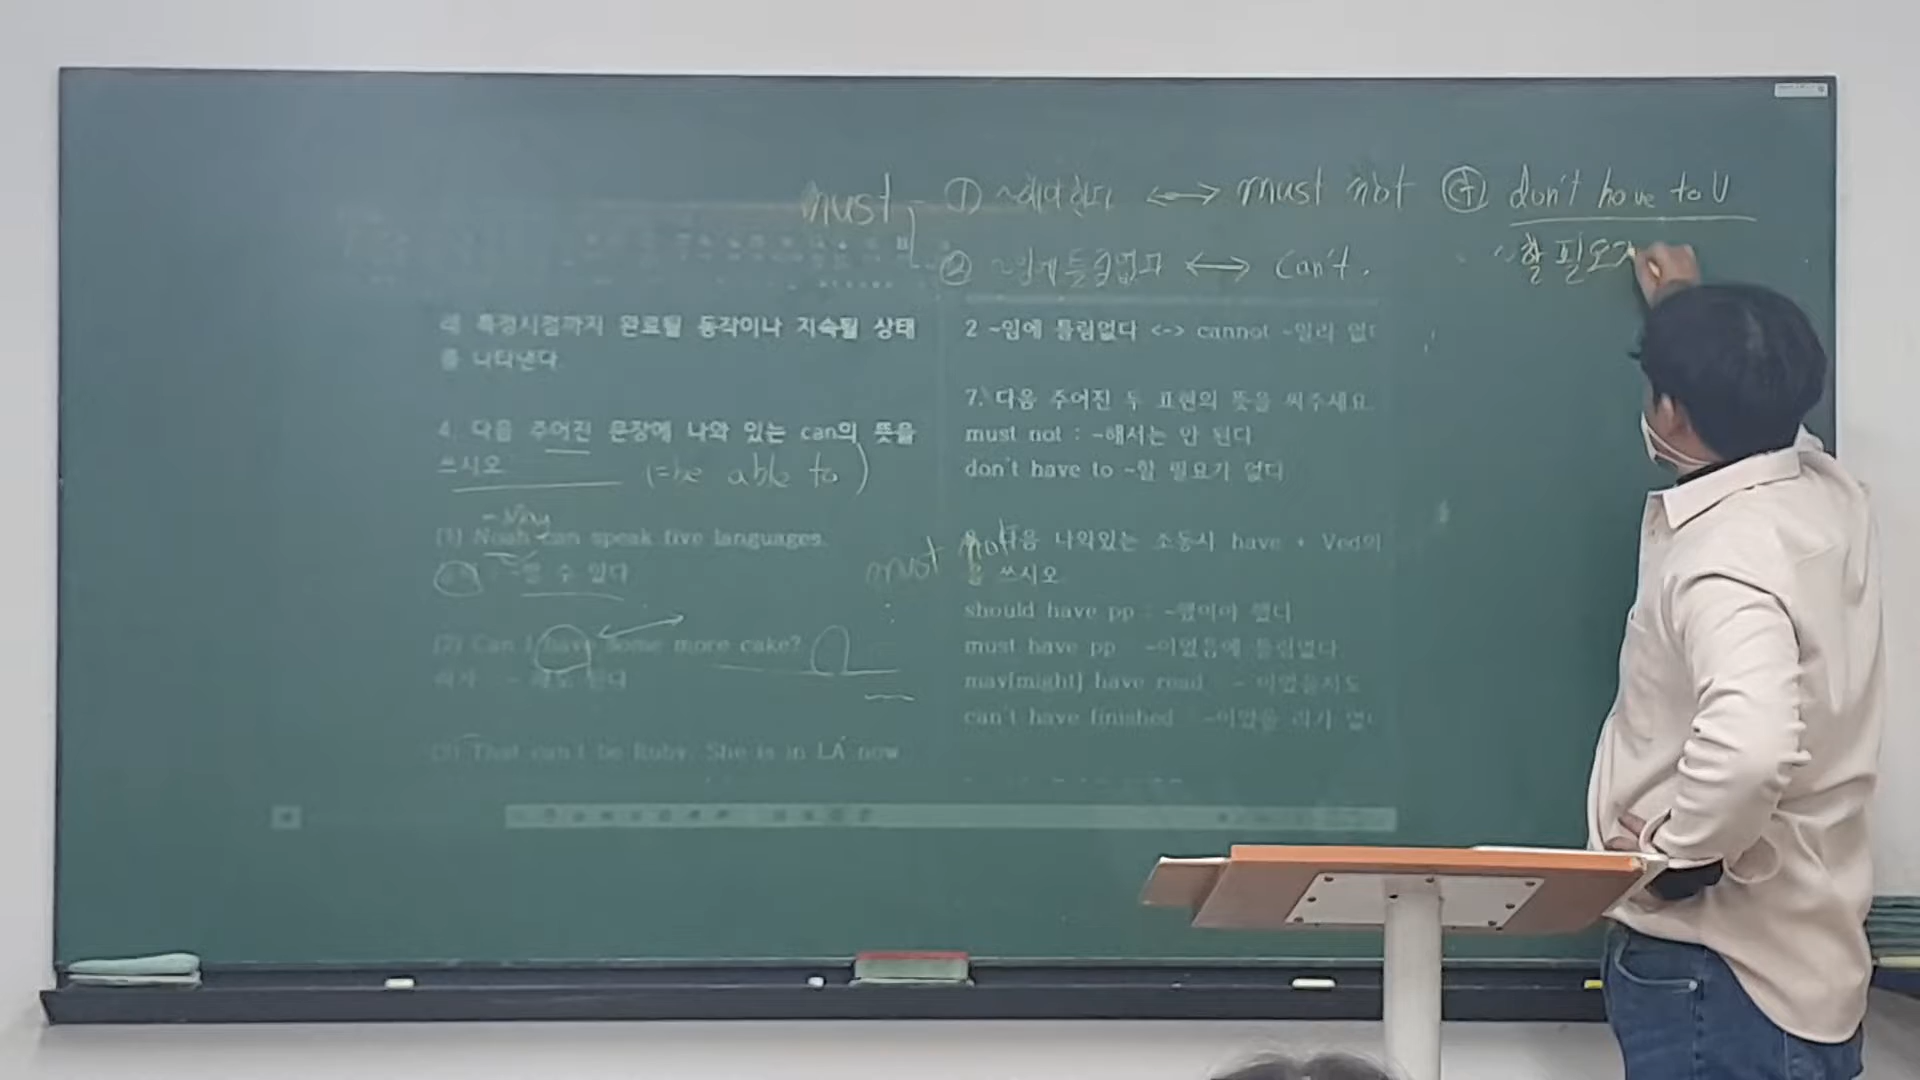 must ① ~해야 한다 ↔ must not ≠ don't have to V
② ~임에 틀림없다 ↔ can't.
~할 필요가
특정시점까지 완료될 동작이나 지속될 상태
를 나타낸다.
4. 다음 주어진 문장에 나와 있는 can의 뜻을
쓰시오
(=be able to)
(1) Noah can speak five languages.
~할 수 있다
(2) Can I have some more cake?
허가 : ~해도 된다
(3) That can't be Ruby. She is in LA now
2 ~임에 틀림없다 <-> cannot ~일리 없다
7. 다음 주어진 두 표현의 뜻을 써주세요.
must not : ~해서는 안 된다
don't have to ~할 필요가 없다
must not
다음 나와있는 소동시 have + Ved의
을 쓰시오
should have pp : ~했어야 했다
must have pp ~이었음에 틀림없다.
may[might] have read ~이었을지도
can't have finished : ~이었을 리가 없